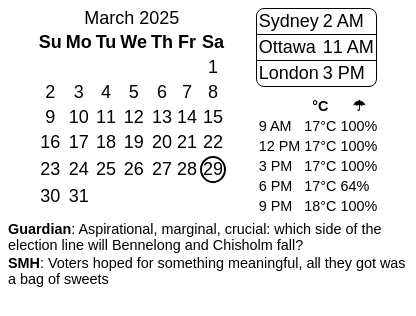 March 2025
Su Mo Tu We Th Fr Sa
1
2 3 4 5 6 7 8
9 10 11 12 13 14 15
16 17 18 19 20 21 22
23 24 25 26 27 28 29
30 31
Sydney 2 AM
Ottawa 11 AM
London 3 PM
°C ☂
9 AM 17°C 100%
12 PM 17°C 100%
3 PM 17°C 100%
6 PM 17°C 64%
9 PM 18°C 100%
Guardian: Aspirational, marginal, crucial: which side of the
election line will Bennelong and Chisholm fall?
SMH: Voters hoped for something meaningful, all they got was
a bag of sweets